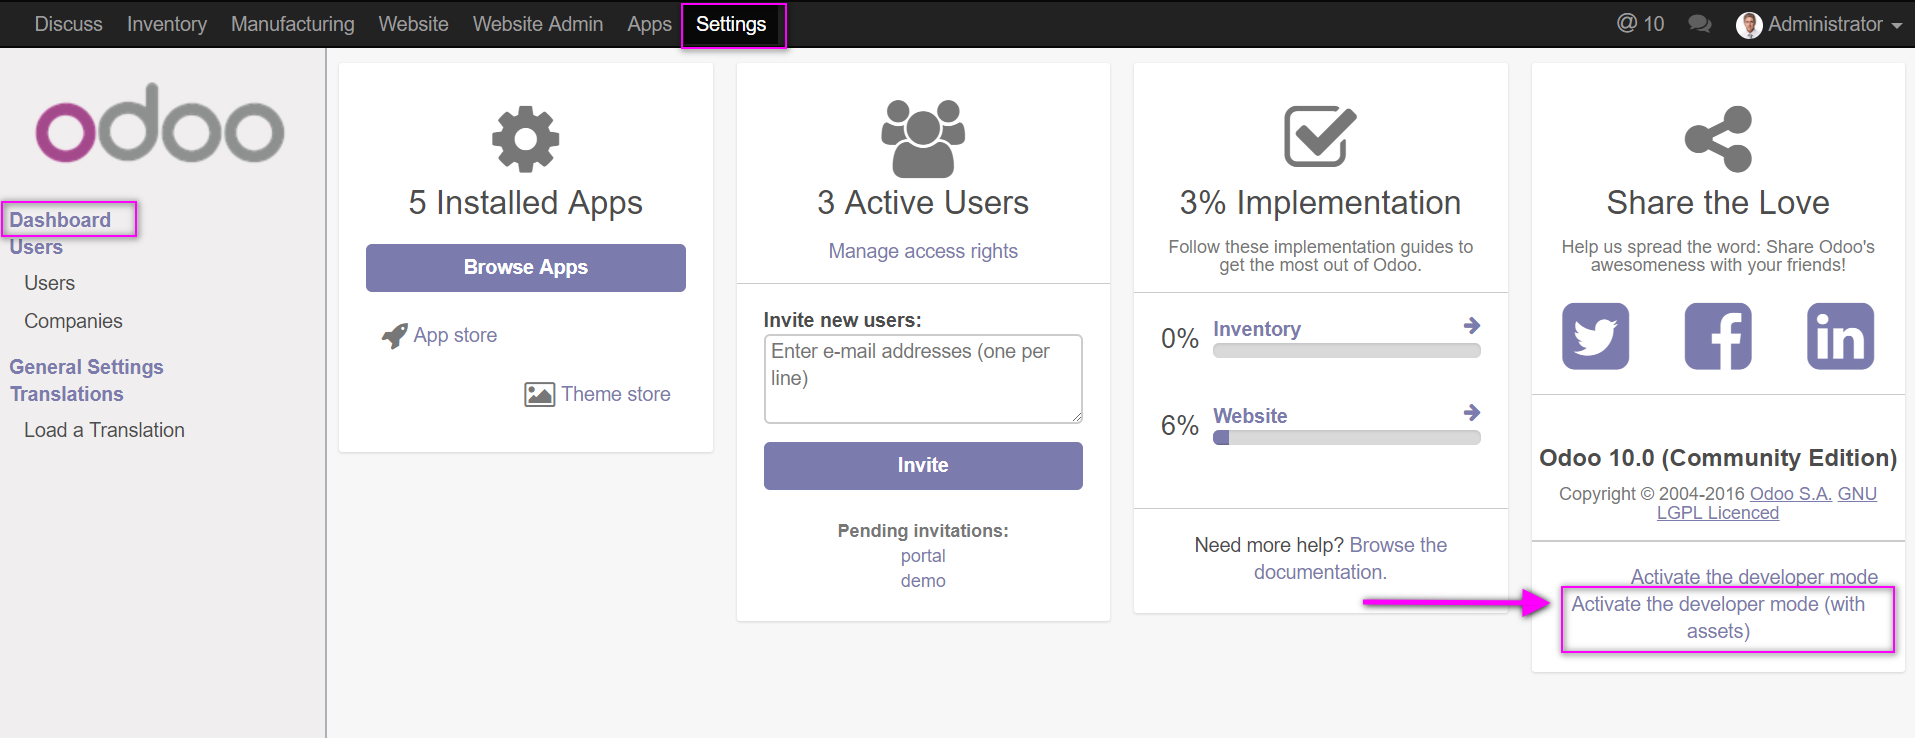 Discuss Inventory Manufacturing Website Website Admin Apps Settings @ 10 Administrator
odoo
Dashboard
Users
Users
Companies
General Settings
Translations
Load a Translation
5 Installed Apps
Browse Apps
App store
Theme store
3 Active Users
Manage access rights
Invite new users:
Enter e-mail addresses (one per
line)
Invite
Pending invitations:
portal
demo
3% Implementation
Follow these implementation guides to
get the most out of Odoo.
0% Inventory
6% Website
Need more help? Browse the
documentation.
Share the Love
Help us spread the word: Share Odoo's
awesomeness with your friends!
Odoo 10.0 (Community Edition)
Copyright © 2004-2016 Odoo S.A. GNU
LGPL Licenced
Activate the developer mode
Activate the developer mode (with
assets)